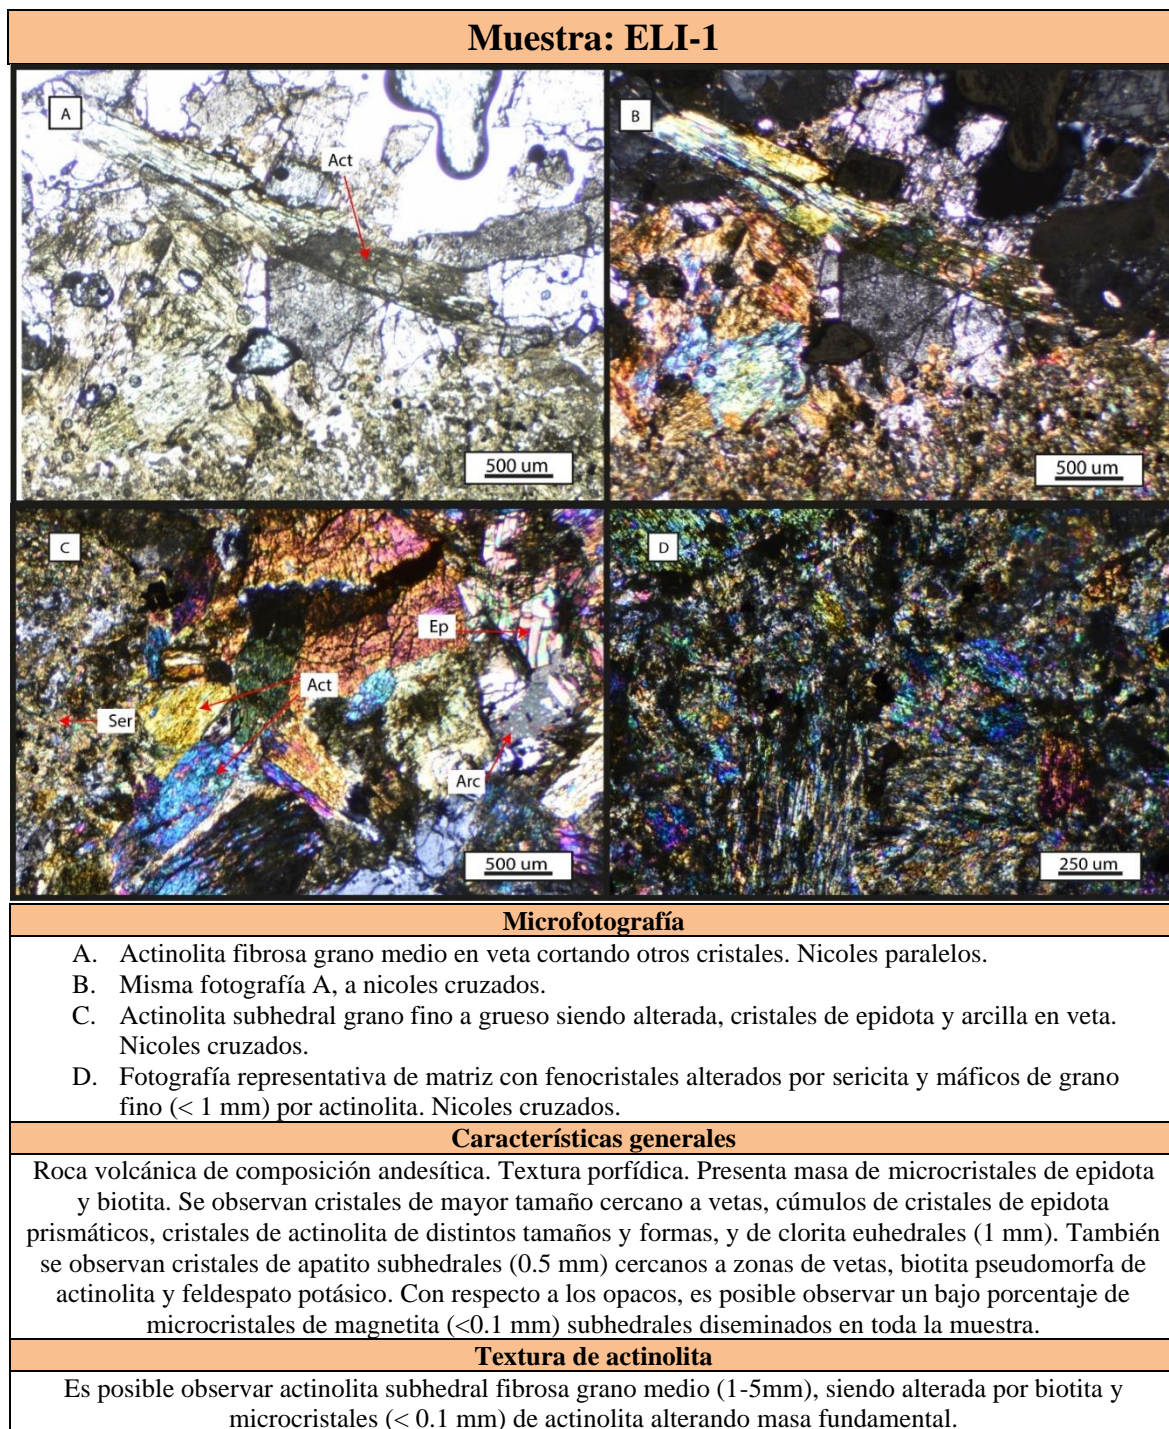 Muestra: ELI-1
A
Act
500 um
B
500 um
C
Ep
Act
Ser
Arc
500 um
D
250 um
Microfotografía
A. Actinolita fibrosa grano medio en veta cortando otros cristales. Nicoles paralelos.
B. Misma fotografía A, a nicoles cruzados.
C. Actinolita subhedral grano fino a grueso siendo alterada, cristales de epidota y arcilla en veta.
Nicoles cruzados.
D. Fotografía representativa de matriz con fenocristales alterados por sericita y máficos de grano
fino (< 1 mm) por actinolita. Nicoles cruzados.
Características generales
Roca volcánica de composición andesítica. Textura porfídica. Presenta masa de microcristales de epidota
y biotita. Se observan cristales de mayor tamaño cercano a vetas, cúmulos de cristales de epidota
prismáticos, cristales de actinolita de distintos tamaños y formas, y de clorita euhedrales (1 mm). También
se observan cristales de apatito subhedrales (0.5 mm) cercanos a zonas de vetas, biotita pseudomorfa de
actinolita y feldespato potásico. Con respecto a los opacos, es posible observar un bajo porcentaje de
microcristales de magnetita (<0.1 mm) subhedrales diseminados en toda la muestra.
Textura de actinolita
Es posible observar actinolita subhedral fibrosa grano medio (1-5mm), siendo alterada por biotita y
microcristales (< 0.1 mm) de actinolita alterando masa fundamental.